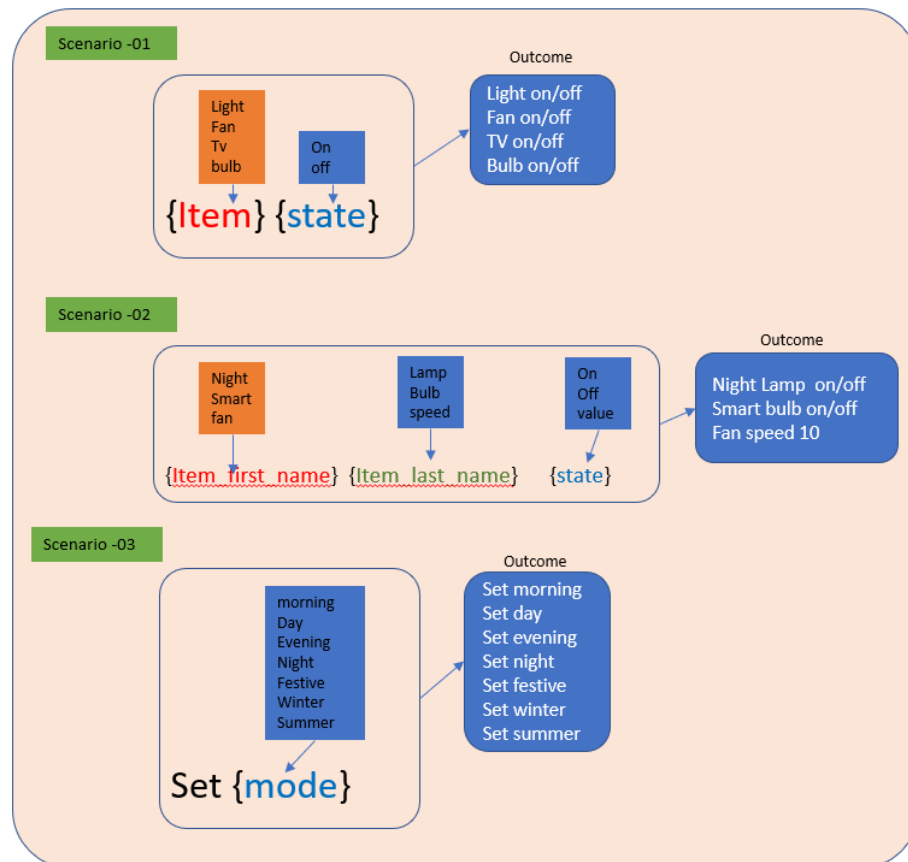 Scenario -01
Outcome
Light
Fan
Tv
bulb
On
off
{Item} {state}
Light on/off
Fan on/off
TV on/off
Bulb on/off
Scenario -02
Outcome
Night
Smart
fan
Lamp
Bulb
speed
On
Off
value
{Item_first_name} {Item_last_name} {state}
Night Lamp on/off
Smart bulb on/off
Fan speed 10
Scenario -03
Outcome
morning
Day
Evening
Night
Festive
Winter
Summer
Set {mode}
Set morning
Set day
Set evening
Set night
Set festive
Set winter
Set summer